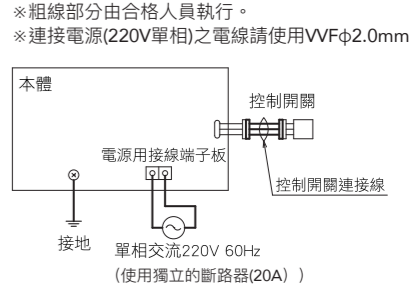 ※粗線部分由合格人員執行。
※連接電源(220V單相)之電線請使用VVFφ2.0mm
本體
控制開關
電源用接線端子板
控制開關連接線
接地
單相交流220V 60Hz
（使用獨立的斷路器(20A））